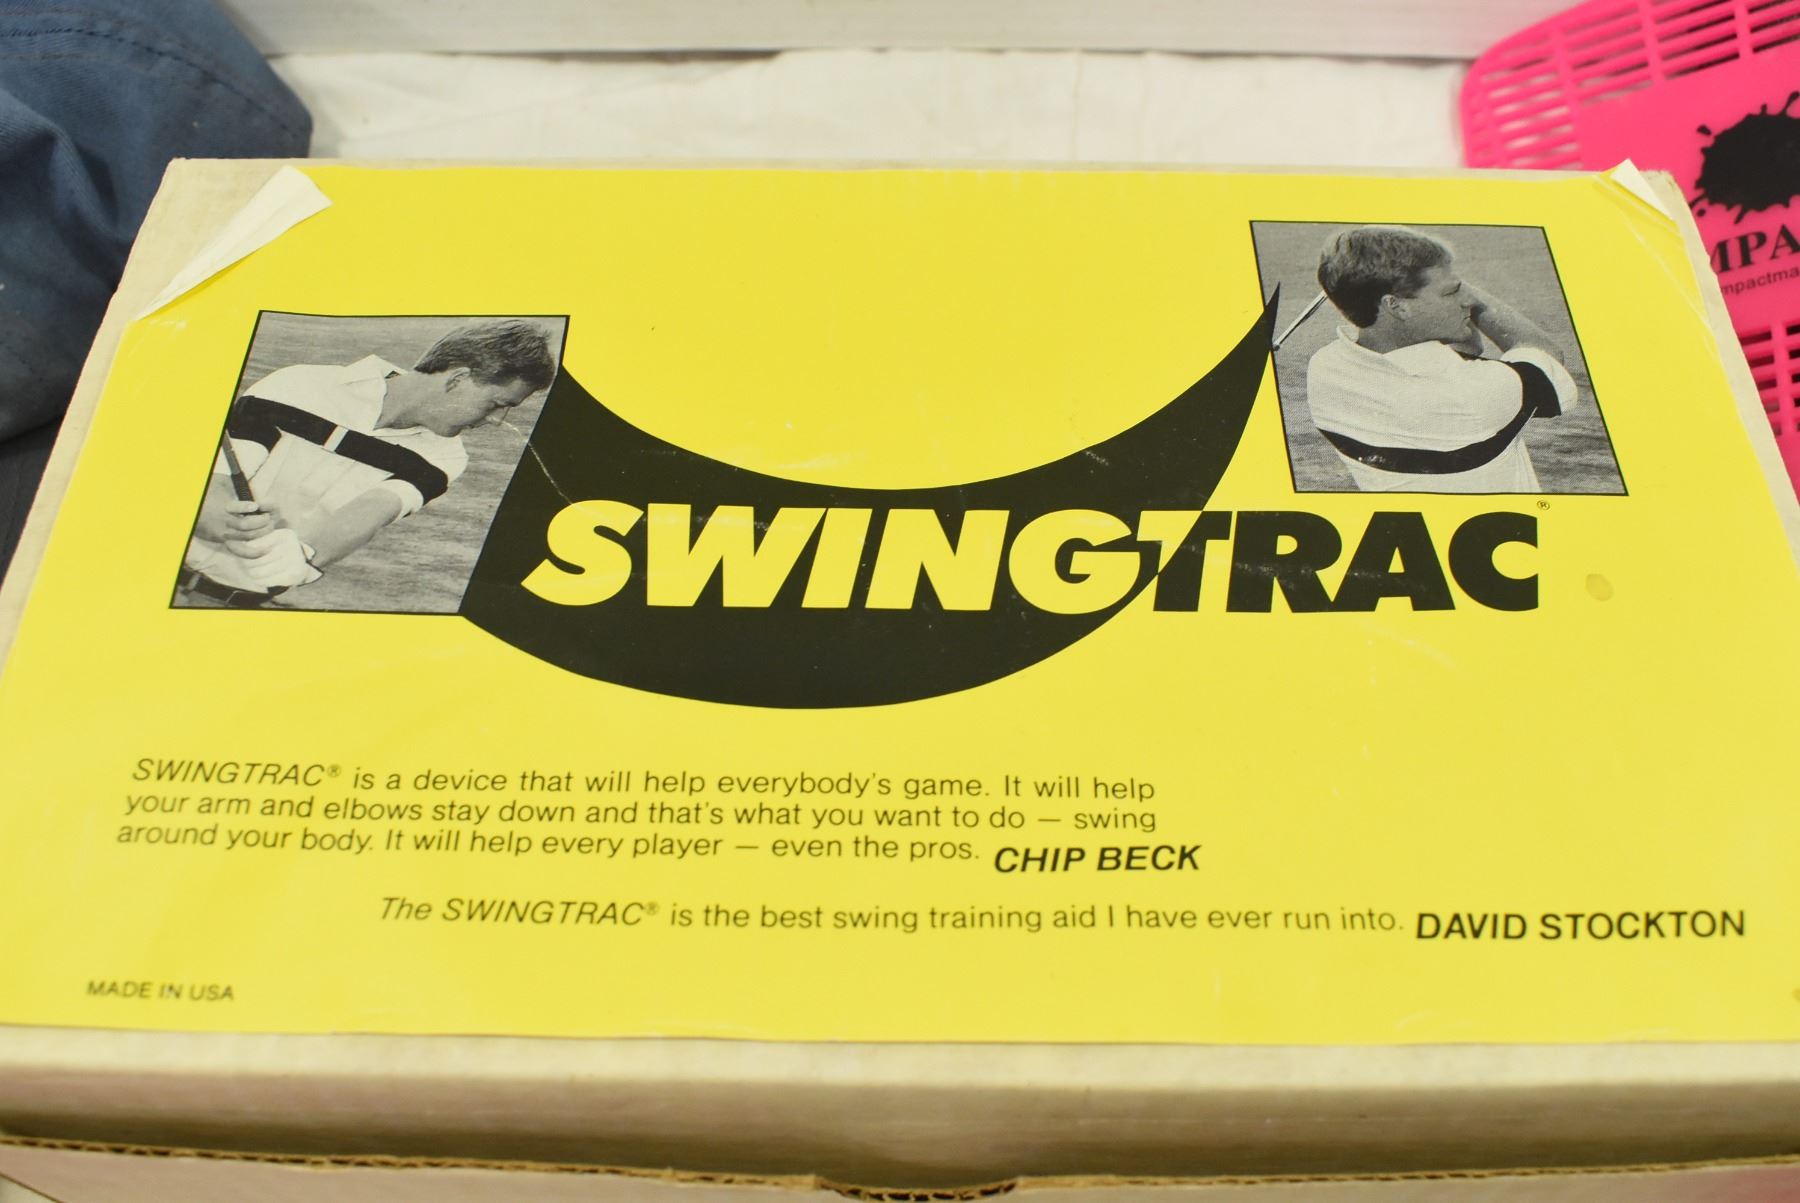 SWINGTRAC®
SWINGTRAC® is a device that will help everybody's game. It will help
your arm and elbows stay down and that's what you want to do — swing
around your body. It will help every player — even the pros. CHIP BECK
The SWINGTRAC® is the best swing training aid I have ever run into. DAVID STOCKTON
MADE IN USA
MPA
mpactma